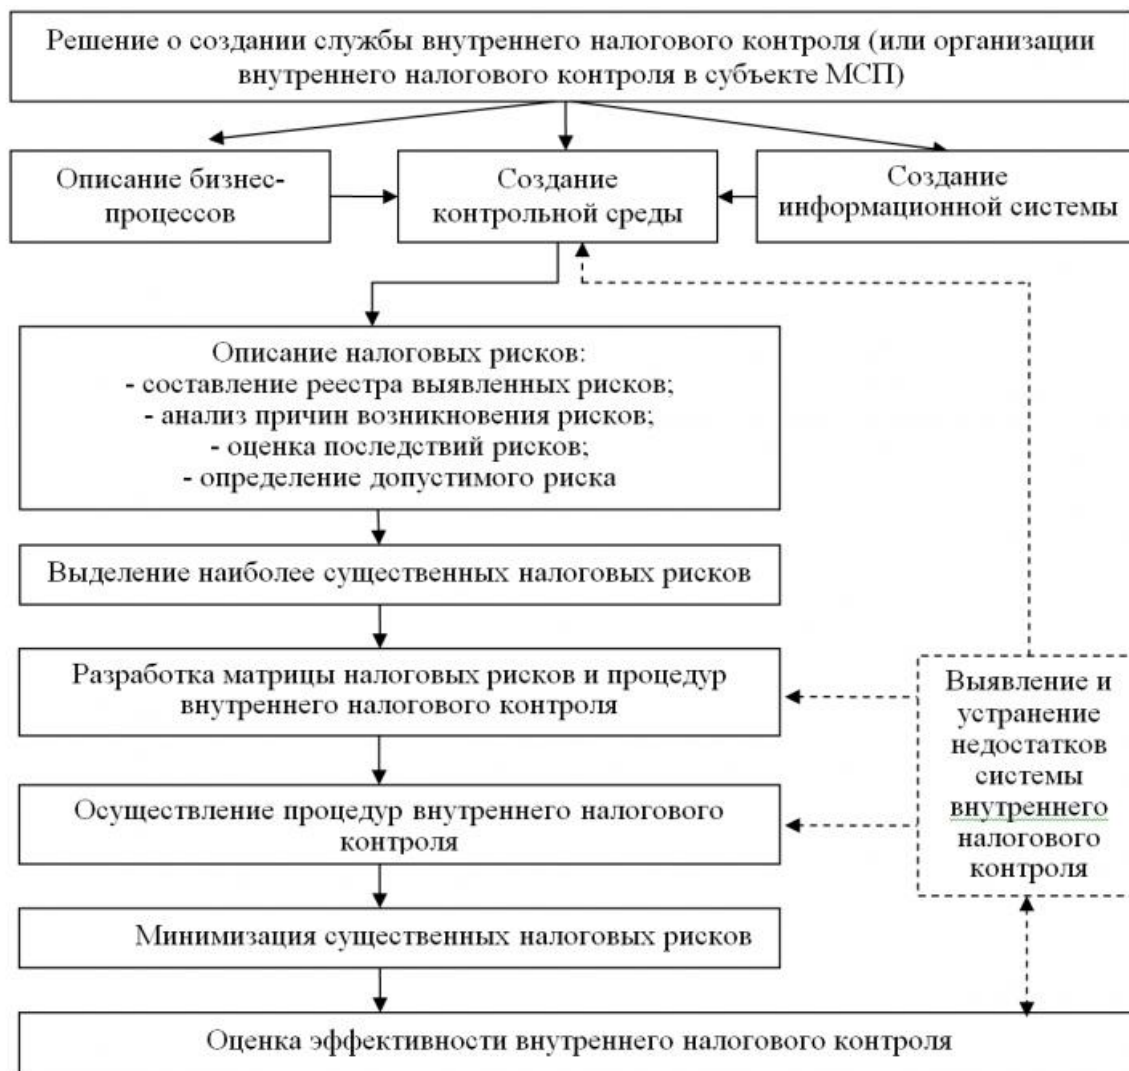 Решение о создании службы внутреннего налогового контроля (или организации
внутреннего налогового контроля в субъекте МСП)
Описание бизнес-
процессов
Создание
контрольной среды
Создание
информационной системы
Описание налоговых рисков:
- составление реестра выявленных рисков;
- анализ причин возникновения рисков;
- оценка последствий рисков;
- определение допустимого риска
Выделение наиболее существенных налоговых рисков
Разработка матрицы налоговых рисков и процедур
внутреннего налогового контроля
Выявление и
устранение
недостатков
системы
внутреннего
налогового
контроля
Осуществление процедур внутреннего налогового
контроля
Минимизация существенных налоговых рисков
Оценка эффективности внутреннего налогового контроля